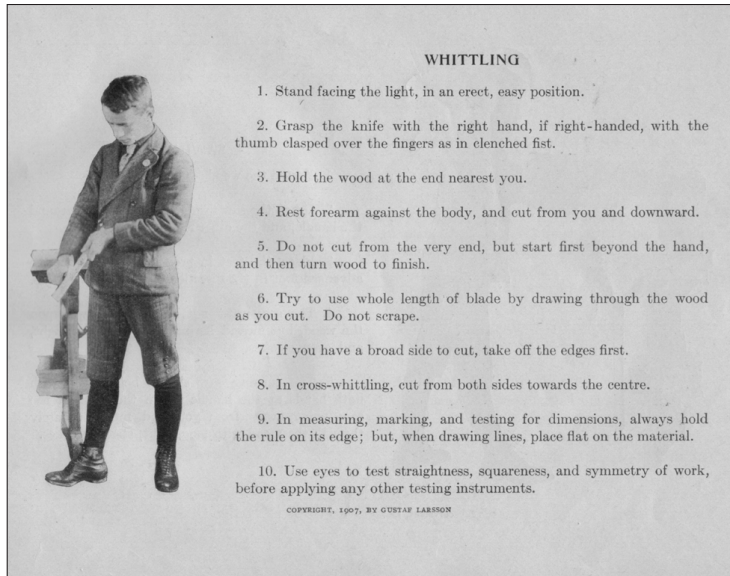 WHITTLING
1. Stand facing the light, in an erect, easy position.
2. Grasp the knife with the right hand, if right-handed, with the
thumb clasped over the fingers as in clenched fist.
3. Hold the wood at the end nearest you.
4. Rest forearm against the body, and cut from you and downward.
5. Do not cut from the very end, but start first beyond the hand,
and then turn wood to finish.
6. Try to use whole length of blade by drawing through the wood
as you cut. Do not scrape.
7. If you have a broad side to cut, take off the edges first.
8. In cross-whittling, cut from both sides towards the centre.
9. In measuring, marking, and testing for dimensions, always hold
the rule on its edge; but, when drawing lines, place flat on the material.
10. Use eyes to test straightness, squareness, and symmetry of work,
before applying any other testing instruments.
COPYRIGHT, 1907, BY GUSTAF LARSSON